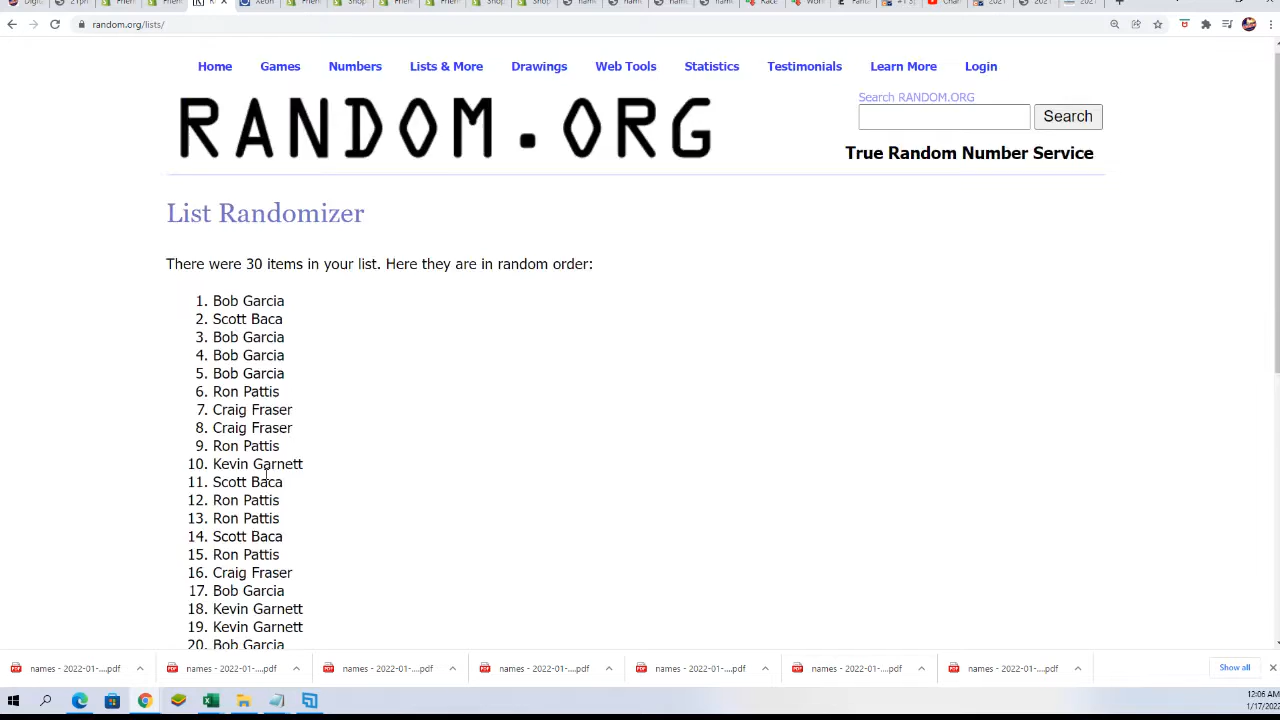 random.org/lists/
Home Games Numbers Lists & More Drawings Web Tools Statistics Testimonials Learn More Login
RANDOM.ORG
Search RANDOM.ORG
Search
True Random Number Service
List Randomizer
There were 30 items in your list. Here they are in random order:
1. Bob Garcia
2. Scott Baca
3. Bob Garcia
4. Bob Garcia
5. Bob Garcia
6. Ron Pattis
7. Craig Fraser
8. Craig Fraser
9. Ron Pattis
10. Kevin Garnett
11. Scott Baca
12. Ron Pattis
13. Ron Pattis
14. Scott Baca
15. Ron Pattis
16. Craig Fraser
17. Bob Garcia
18. Kevin Garnett
19. Kevin Garnett
20. Bob Garcia
names - 2022-01-....pdf names - 2022-01-....pdf names - 2022-01-....pdf names - 2022-01-....pdf names - 2022-01-....pdf names - 2022-01-....pdf names - 2022-01-....pdf Show all
12:06 AM
1/17/2022